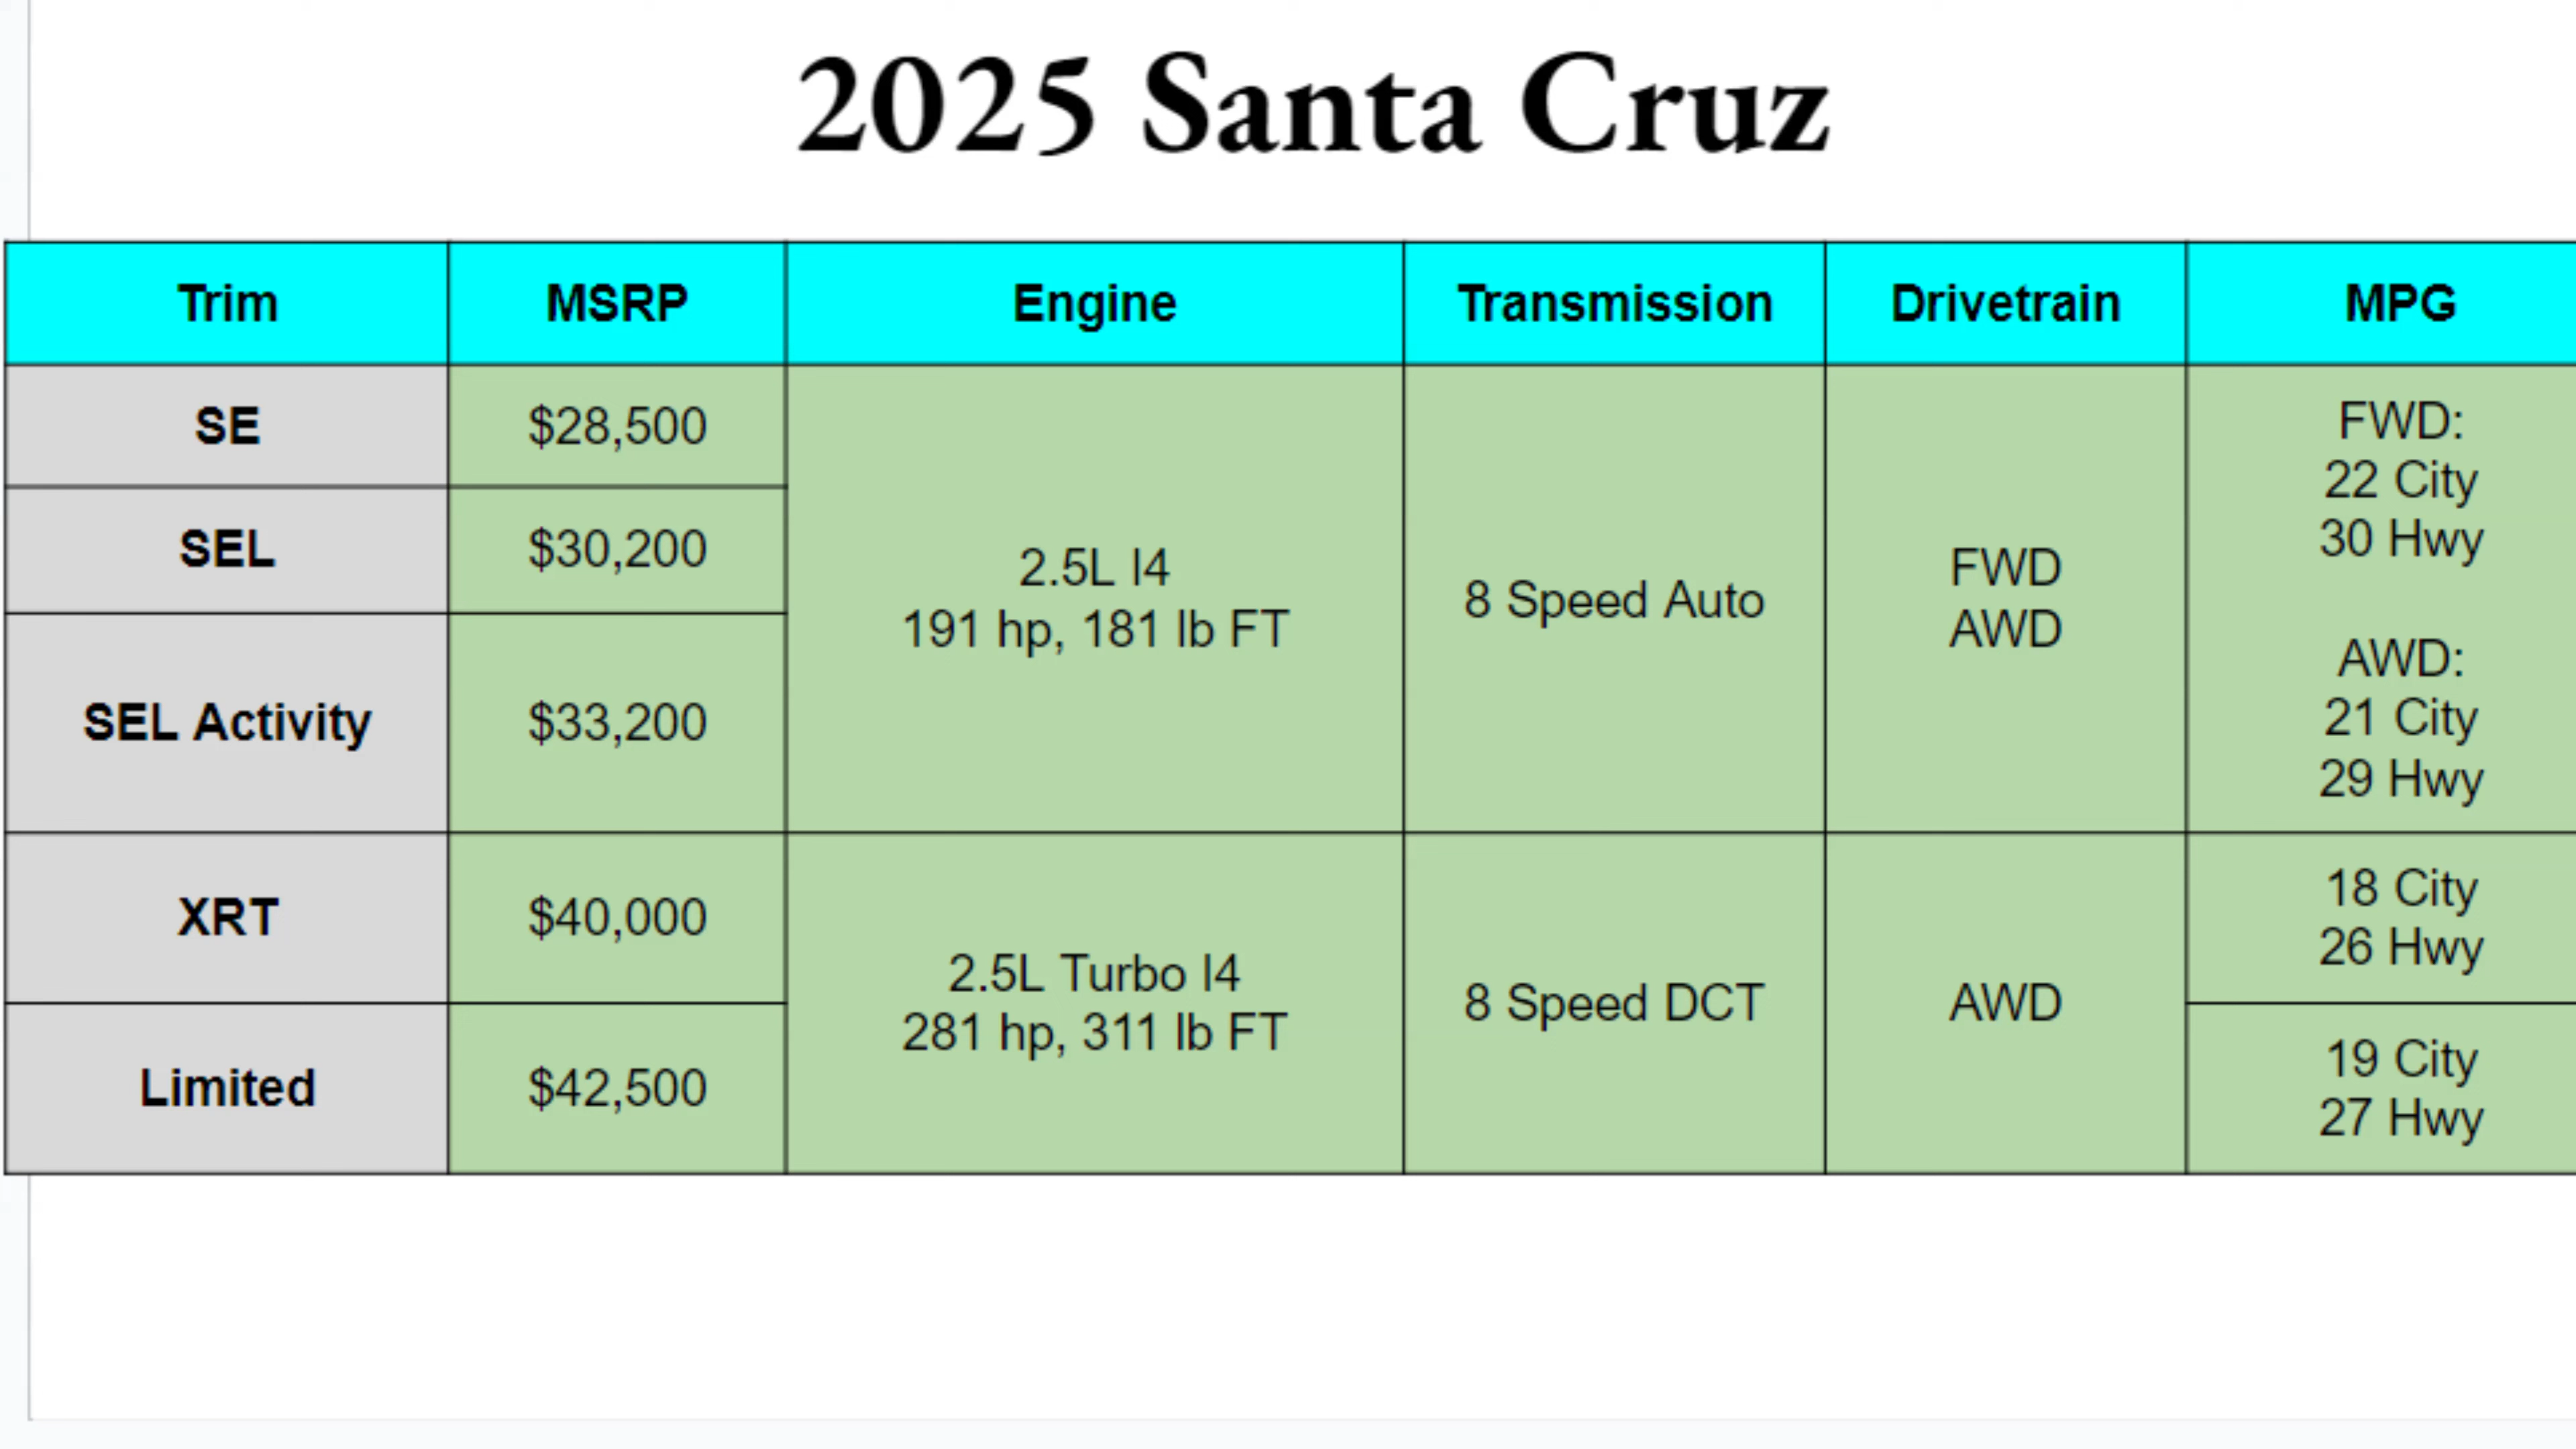 2025 Santa Cruz
Trim MSRP Engine Transmission Drivetrain MPG
SE $28,500
SEL $30,200
SEL Activity $33,200
2.5L I4
191 hp, 181 lb FT
8 Speed Auto
FWD
AWD
FWD:
22 City
30 Hwy
AWD:
21 City
29 Hwy
XRT $40,000
Limited $42,500
2.5L Turbo I4
281 hp, 311 lb FT
8 Speed DCT
AWD
18 City
26 Hwy
19 City
27 Hwy